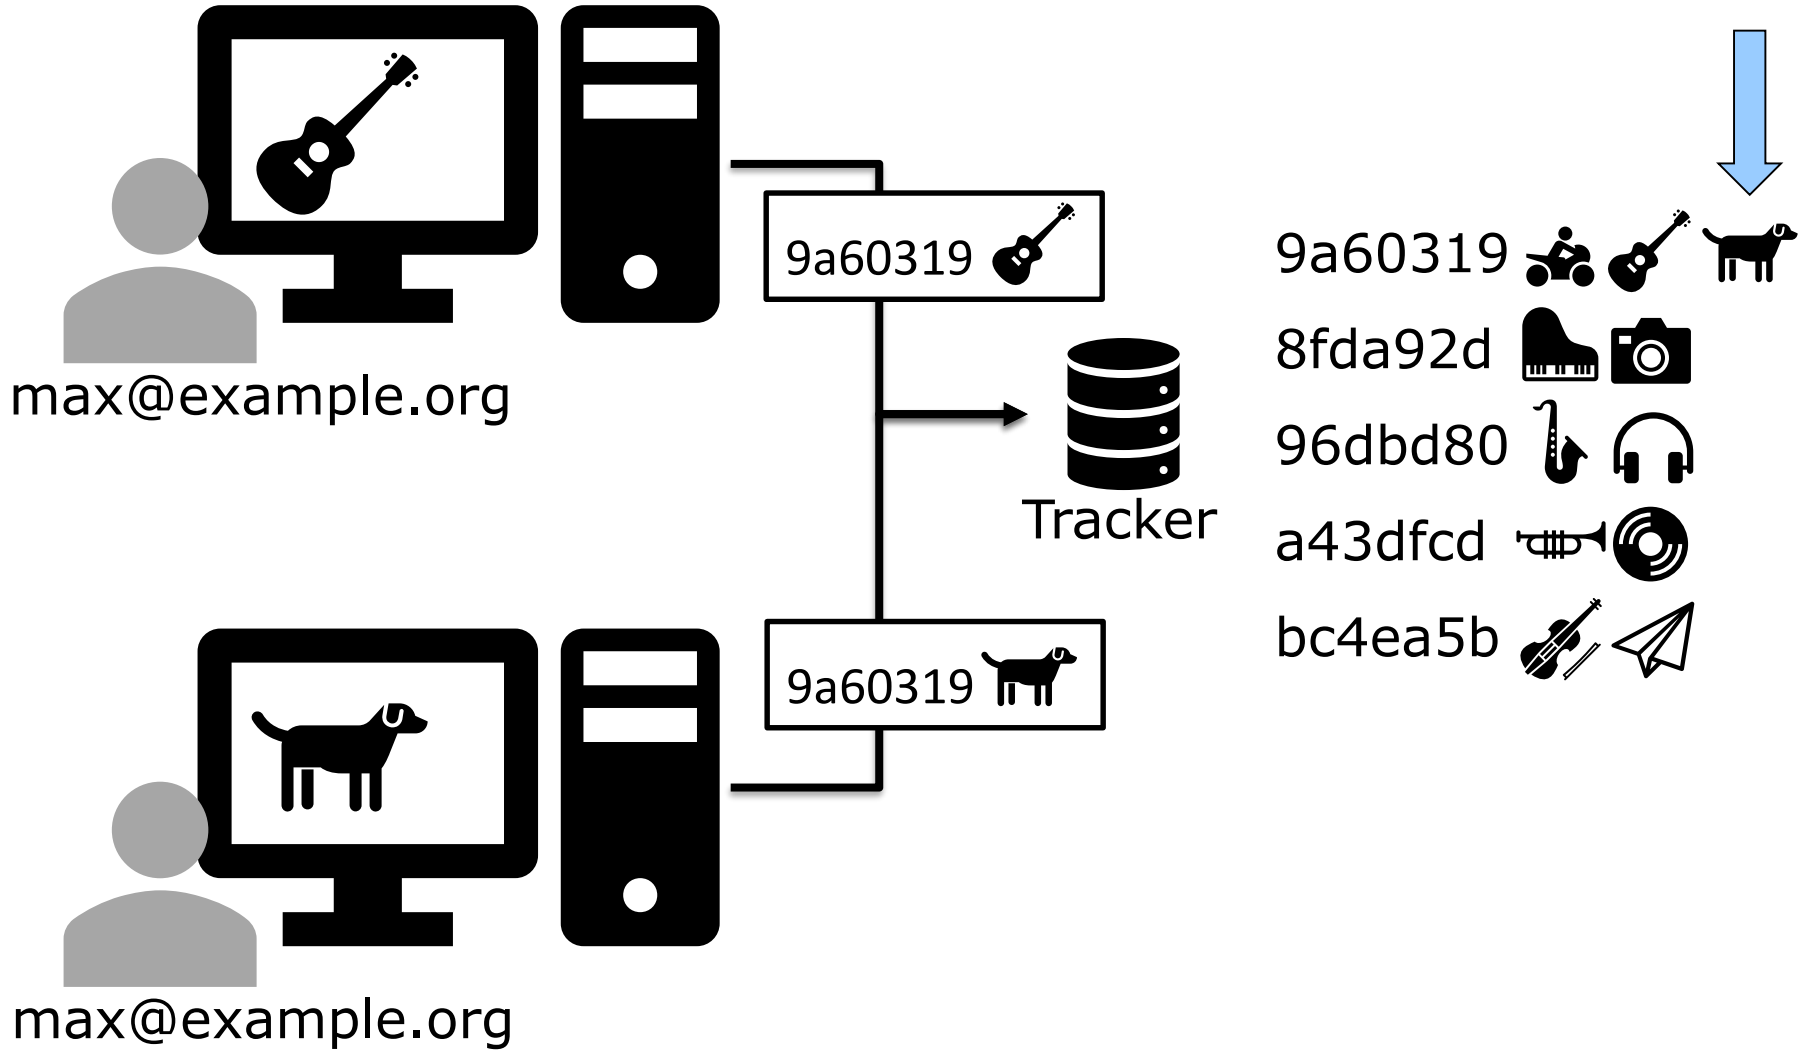 max@example.org
9a60319
Tracker
9a60319
max@example.org
9a60319
8fda92d
96dbd80
a43dfcd
bc4ea5b